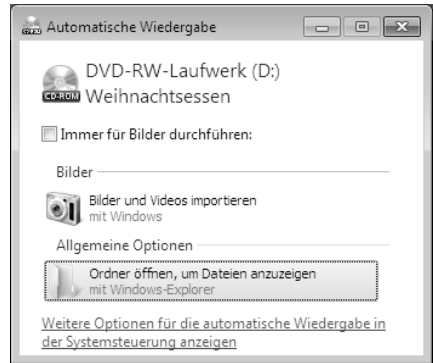 Automatische Wiedergabe
DVD-RW-Laufwerk (D:)
CD-ROM
Weihnachtsessen
Immer für Bilder durchführen:
Bilder
Bilder und Videos importieren
mit Windows
Allgemeine Optionen
Ordner öffnen, um Dateien anzuzeigen
mit Windows-Explorer
Weitere Optionen für die automatische Wiedergabe in
der Systemsteuerung anzeigen